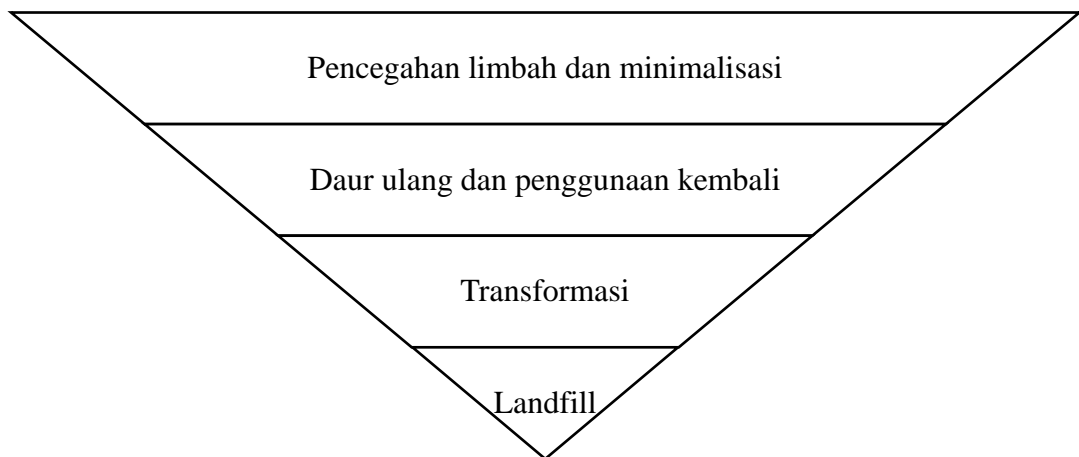 Pencegahan limbah dan minimalisasi
Daur ulang dan penggunaan kembali
Transformasi
Landfill